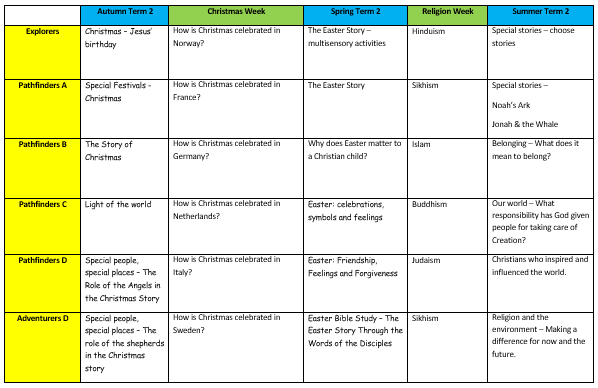 Autumn Term 2 Christmas Week Spring Term 2 Religion Week Summer Term 2
Explorers
Christmas – Jesus'
birthday
How is Christmas celebrated in
Norway?
The Easter Story –
multisensory activities
Hinduism
Special stories – choose
stories
Pathfinders A
Special Festivals -
Christmas
How is Christmas celebrated in
France?
The Easter Story
Sikhism
Special stories –
Noah's Ark
Jonah & the Whale
Pathfinders B
The Story of
Christmas
How is Christmas celebrated in
Germany?
Why does Easter matter to
a Christian child?
Islam
Belonging – What does it
mean to belong?
Pathfinders C
Light of the world
How is Christmas celebrated in
Netherlands?
Easter: celebrations,
symbols and feelings
Buddhism
Our world – What
responsibility has God given
people for taking care of
Creation?
Pathfinders D
Special people,
special places – The
Role of the Angels in
the Christmas Story
How is Christmas celebrated in
Italy?
Easter: Friendship,
Feelings and Forgiveness
Judaism
Christians who inspired and
influenced the world.
Adventurers D
Special people,
special places – The
role of the shepherds
in the Christmas
story
How is Christmas celebrated in
Sweden?
Easter Bible Study – The
Easter Story Through the
Words of the Disciples
Sikhism
Religion and the
environment – Making a
difference for now and the
future.